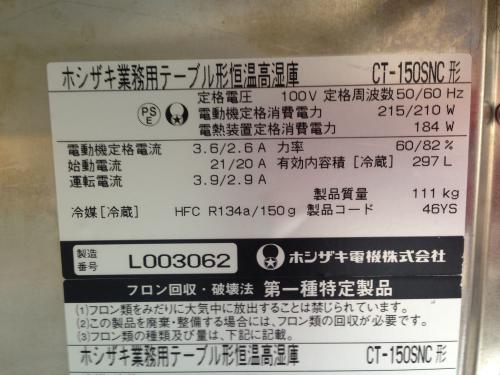 ホシザキ業務用テーブル形恒温高湿庫 CT-150SNC 形
定格電圧 100V 定格周波数50/60 Hz
PS E 電動機定格消費電力 215/210 W
電熱装置定格消費電力 184 W
電動機定格電流 3.6/2.6 A 力率 60/82%
始動電流 21/20 A 有効内容積 [冷蔵] 297 L
運転電流 3.9/2.9 A
製品質量 111 kg
冷媒[冷蔵] HFC R134a/150g 製品コード 46YS
製造番号 L003062 ホシザキ電機株式会社
フロン回収・破壊法 第一種特定製品
(1)フロン類をみだりに大気中に放出することは禁じられています。
(2)この製品を廃棄・整備する場合には、フロン類の回収が必要です。
(3)フロン類の種類及び量は、下記に記載。
ホシザキ業務用テーブル形恒温高湿庫 CT-150SNC 形